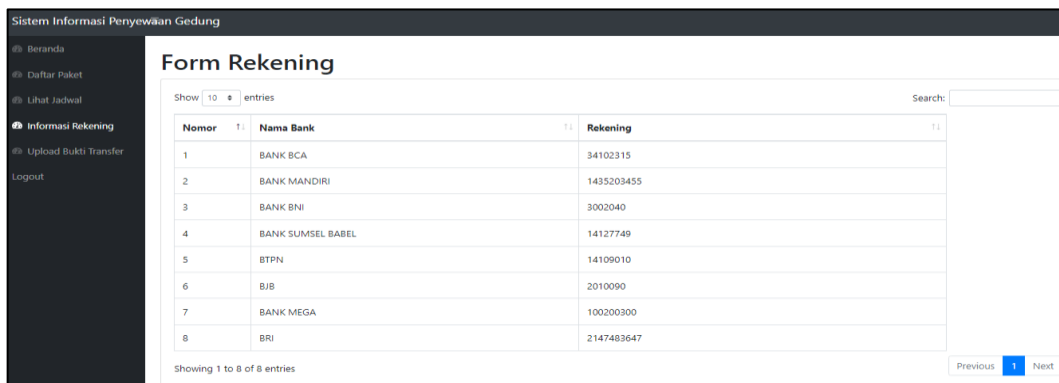 Sistem Informasi Penyewaan Gedung
Beranda
Daftar Paket
Lihat Jadwal
Informasi Rekening
Upload Bukti Transfer
Logout
Form Rekening
Show 10 entries
Search:
Nomor Nama Bank Rekening
1 BANK BCA 34102315
2 BANK MANDIRI 1435203455
3 BANK BNI 3002040
4 BANK SUMSEL BABEL 14127749
5 BTPN 14109010
6 BJB 2010090
7 BANK MEGA 100200300
8 BRI 2147483647
Showing 1 to 8 of 8 entries
Previous 1 Next